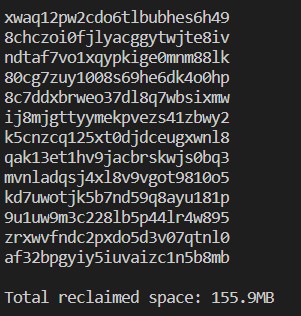 xwaq12pw2cdo6tlbubhes6h49
8chczoi0fjlyacggytwjte8iv
ndtaf7vo1xqypkige0mnm88lk
80cg7zuy1008s69he6dk4o0hp
8c7ddxbrweo37dl8q7wbsixmw
ij8mjgttyymekpvezs41zbwy2
k5cnzcq125xt0djdceugxwnl8
qak13et1hv9jacbrskwjs0bq3
mvnladqsj4xl8v9vgot9810o5
kd7uwotjk5b7nd59q8ayu181p
9u1uw9m3c228lb5p44lr4w895
zrxwvfndc2pxdo5d3v07qtnl0
af32bpgyiy5iuvaizc1n5b8mb

Total reclaimed space: 155.9MB